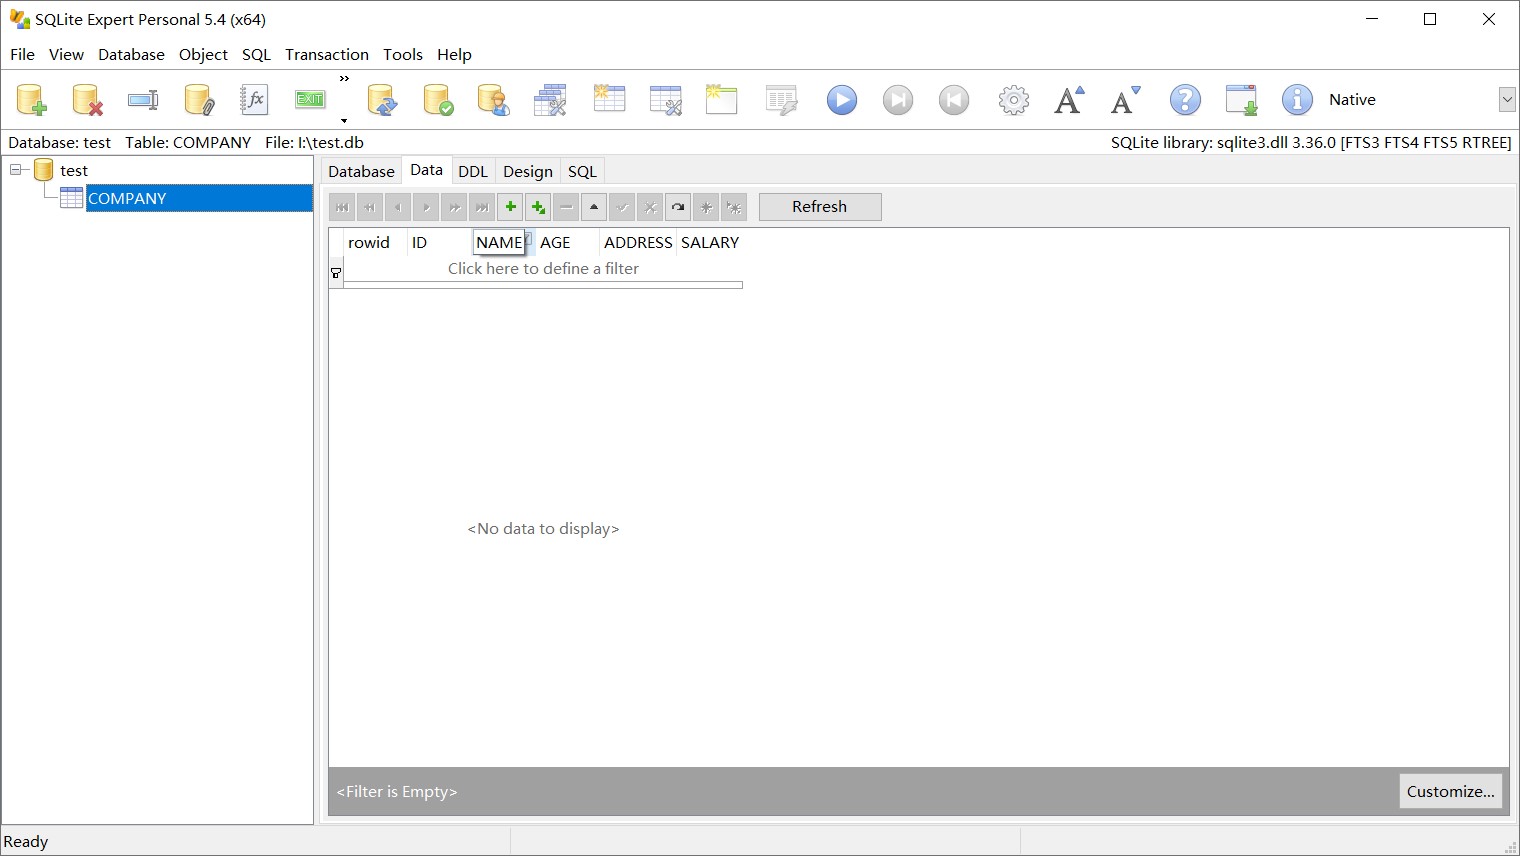 SQLite Expert Personal 5.4 (x64)
File View Database Object SQL Transaction Tools Help
EXIT
Native
Database: test Table: COMPANY File: I:\test.db
SQLite library: sqlite3.dll 3.36.0 [FTS3 FTS4 FTS5 RTREE]
test
COMPANY
Database Data DDL Design SQL
Refresh
rowid ID NAME AGE ADDRESS SALARY
Click here to define a filter
<No data to display>
<Filter is Empty>
Customize...
Ready